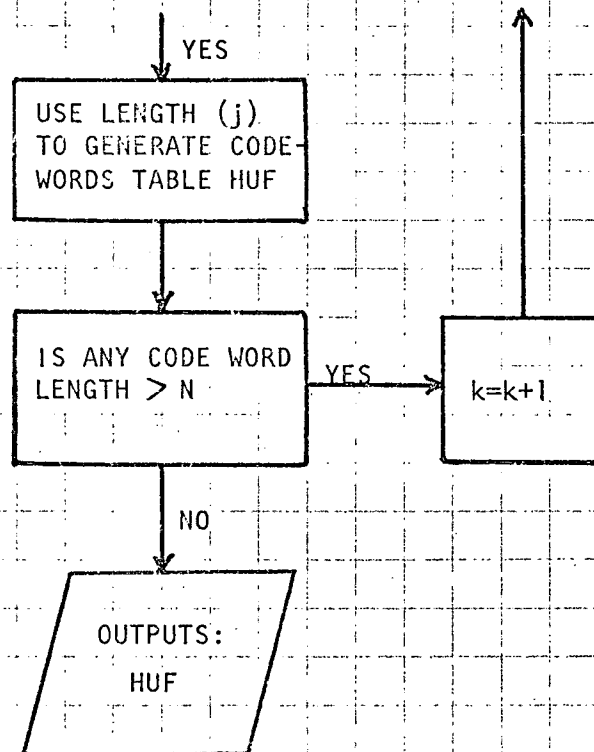 YES
USE LENGTH (j)
TO GENERATE CODE-
WORDS TABLE HUF
IS ANY CODE WORD
LENGTH > N
YES
k=k+1
NO
OUTPUTS:
HUF